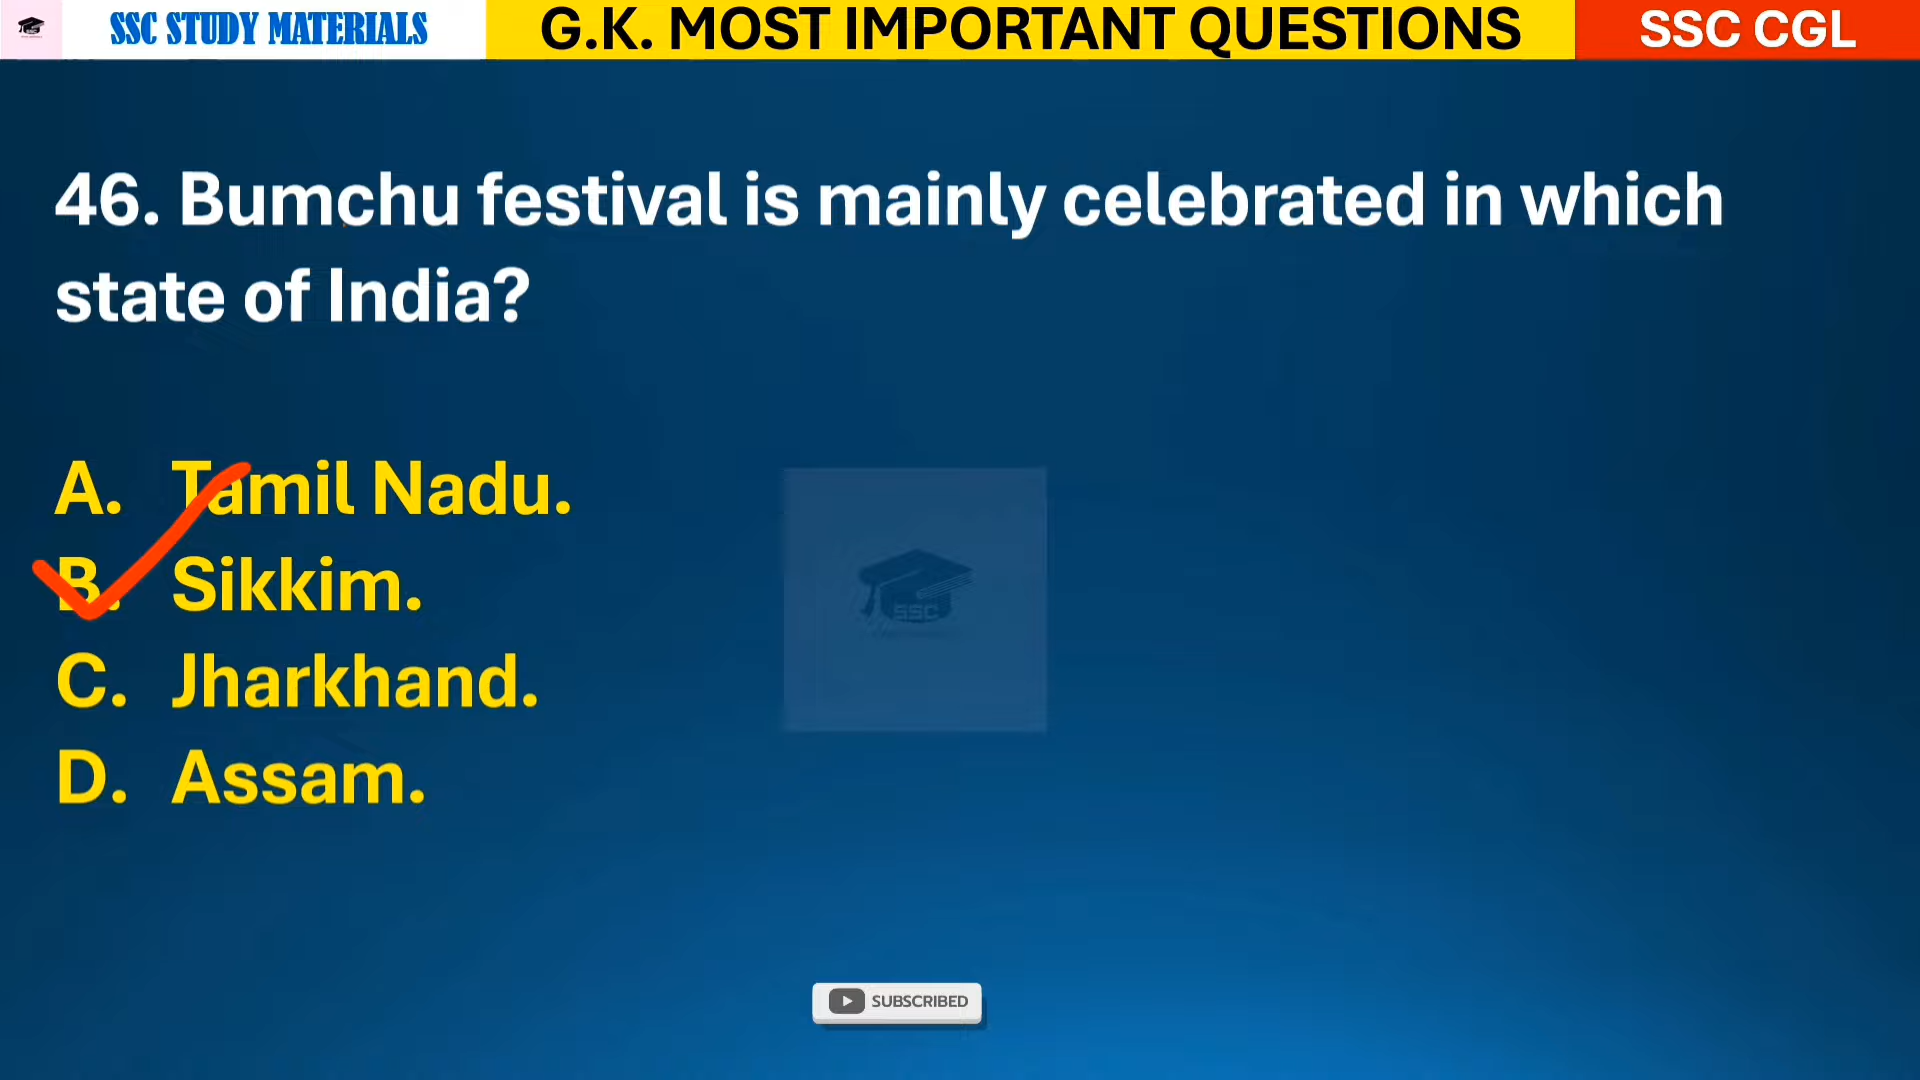 SSC STUDY MATERIALS
G.K. MOST IMPORTANT QUESTIONS
SSC CGL
46. Bumchu festival is mainly celebrated in which
state of India?
A. Tamil Nadu.
B. Sikkim.
C. Jharkhand.
D. Assam.
SSC
SUBSCRIBED